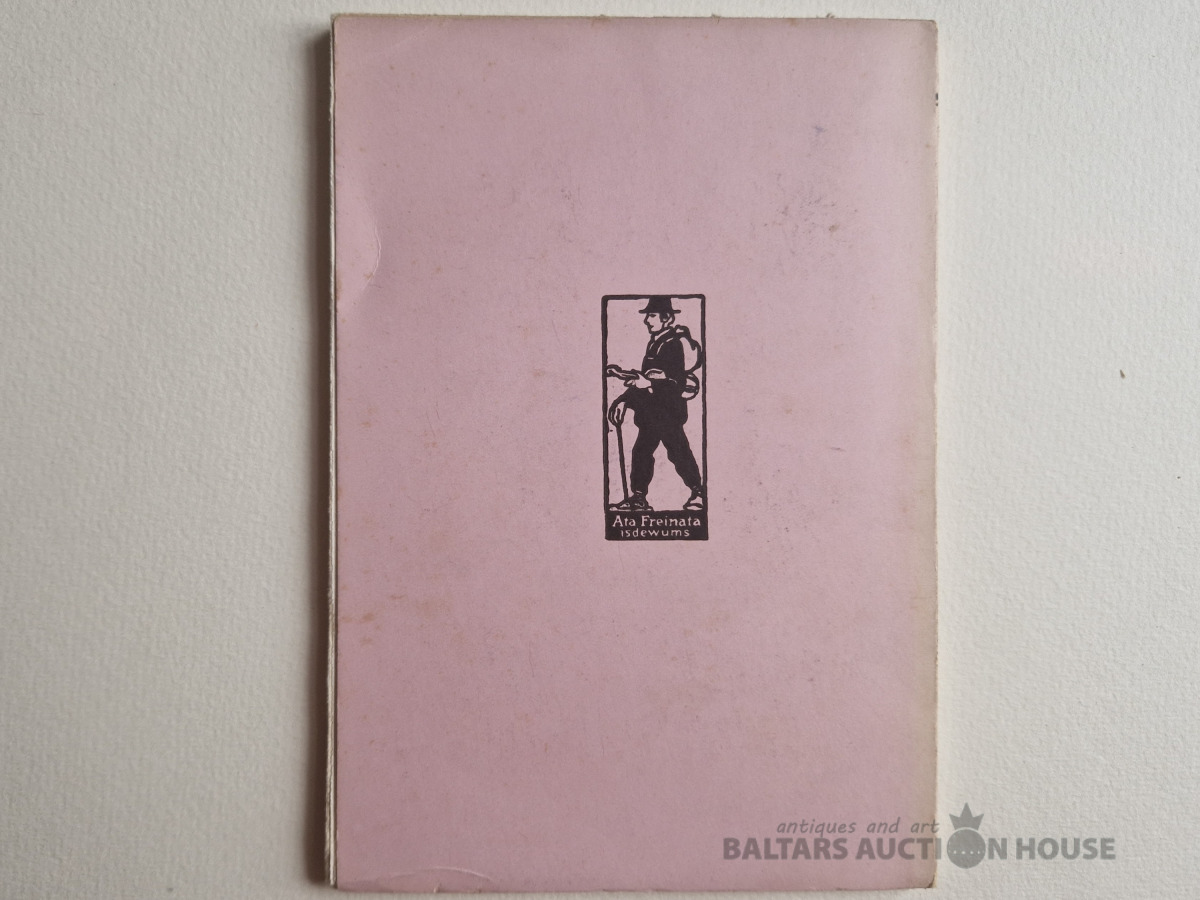 Ata Freinata
isdewums
antiques and art
BALTARS AUCTION HOUSE